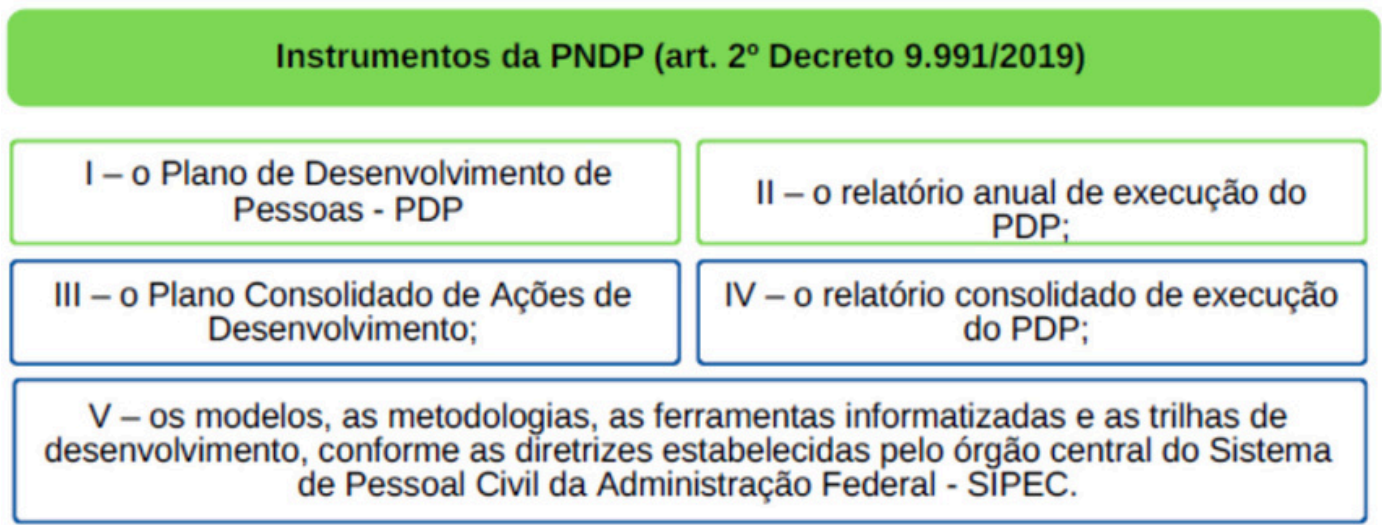 Instrumentos da PNDP (art. 2º Decreto 9.991/2019)
I – o Plano de Desenvolvimento de
Pessoas - PDP
II – o relatório anual de execução do
PDP;
III – o Plano Consolidado de Ações de
Desenvolvimento;
IV – o relatório consolidado de execução
do PDP;
V – os modelos, as metodologias, as ferramentas informatizadas e as trilhas de
desenvolvimento, conforme as diretrizes estabelecidas pelo órgão central do Sistema
de Pessoal Civil da Administração Federal - SIPEC.